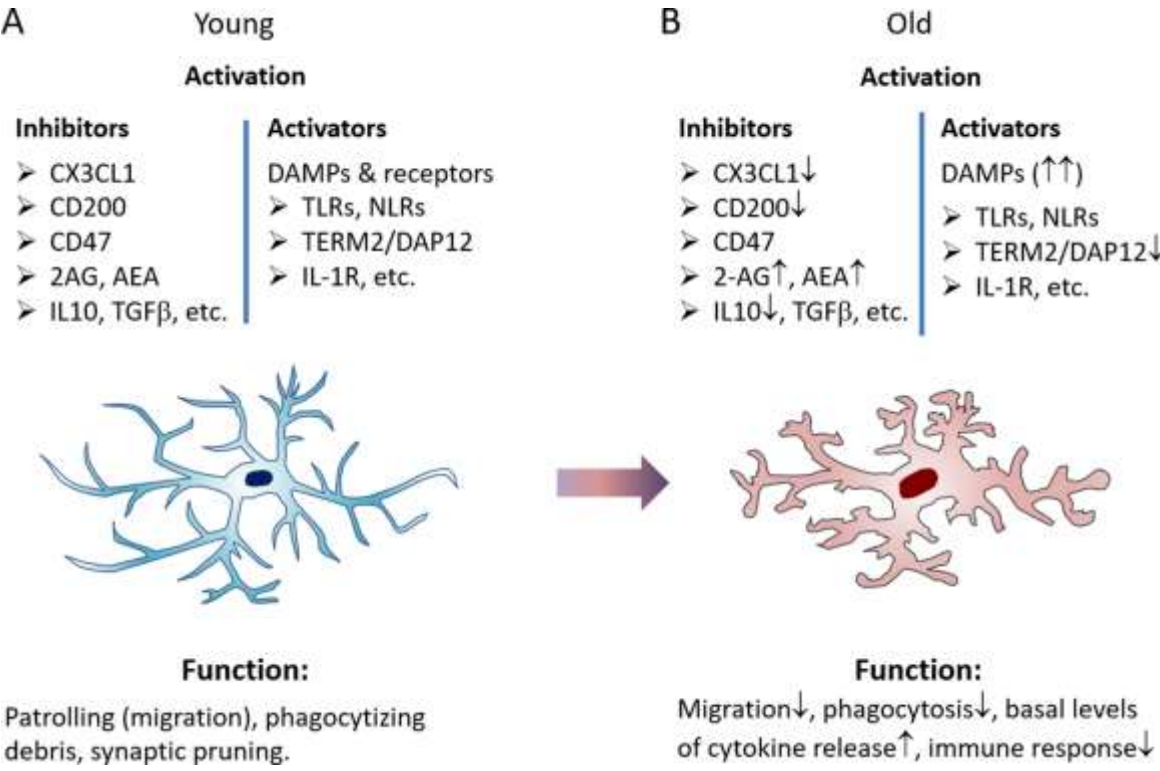 A
Young
Activation
Inhibitors
➢ CX3CL1
➢ CD200
➢ CD47
➢ 2AG, AEA
➢ IL10, TGFβ, etc.
Activators
DAMPs & receptors
➢ TLRs, NLRs
➢ TERM2/DAP12
➢ IL-1R, etc.
Function:
Patrolling (migration), phagocytizing
debris, synaptic pruning.
B
Old
Activation
Inhibitors
➢ CX3CL1↓
➢ CD200↓
➢ CD47
➢ 2-AG↑, AEA↑
➢ IL10↓, TGFβ, etc.
Activators
DAMPs (↑↑)
➢ TLRs, NLRs
➢ TERM2/DAP12↓
➢ IL-1R, etc.
Function:
Migration↓, phagocytosis↓, basal levels
of cytokine release↑, immune response↓